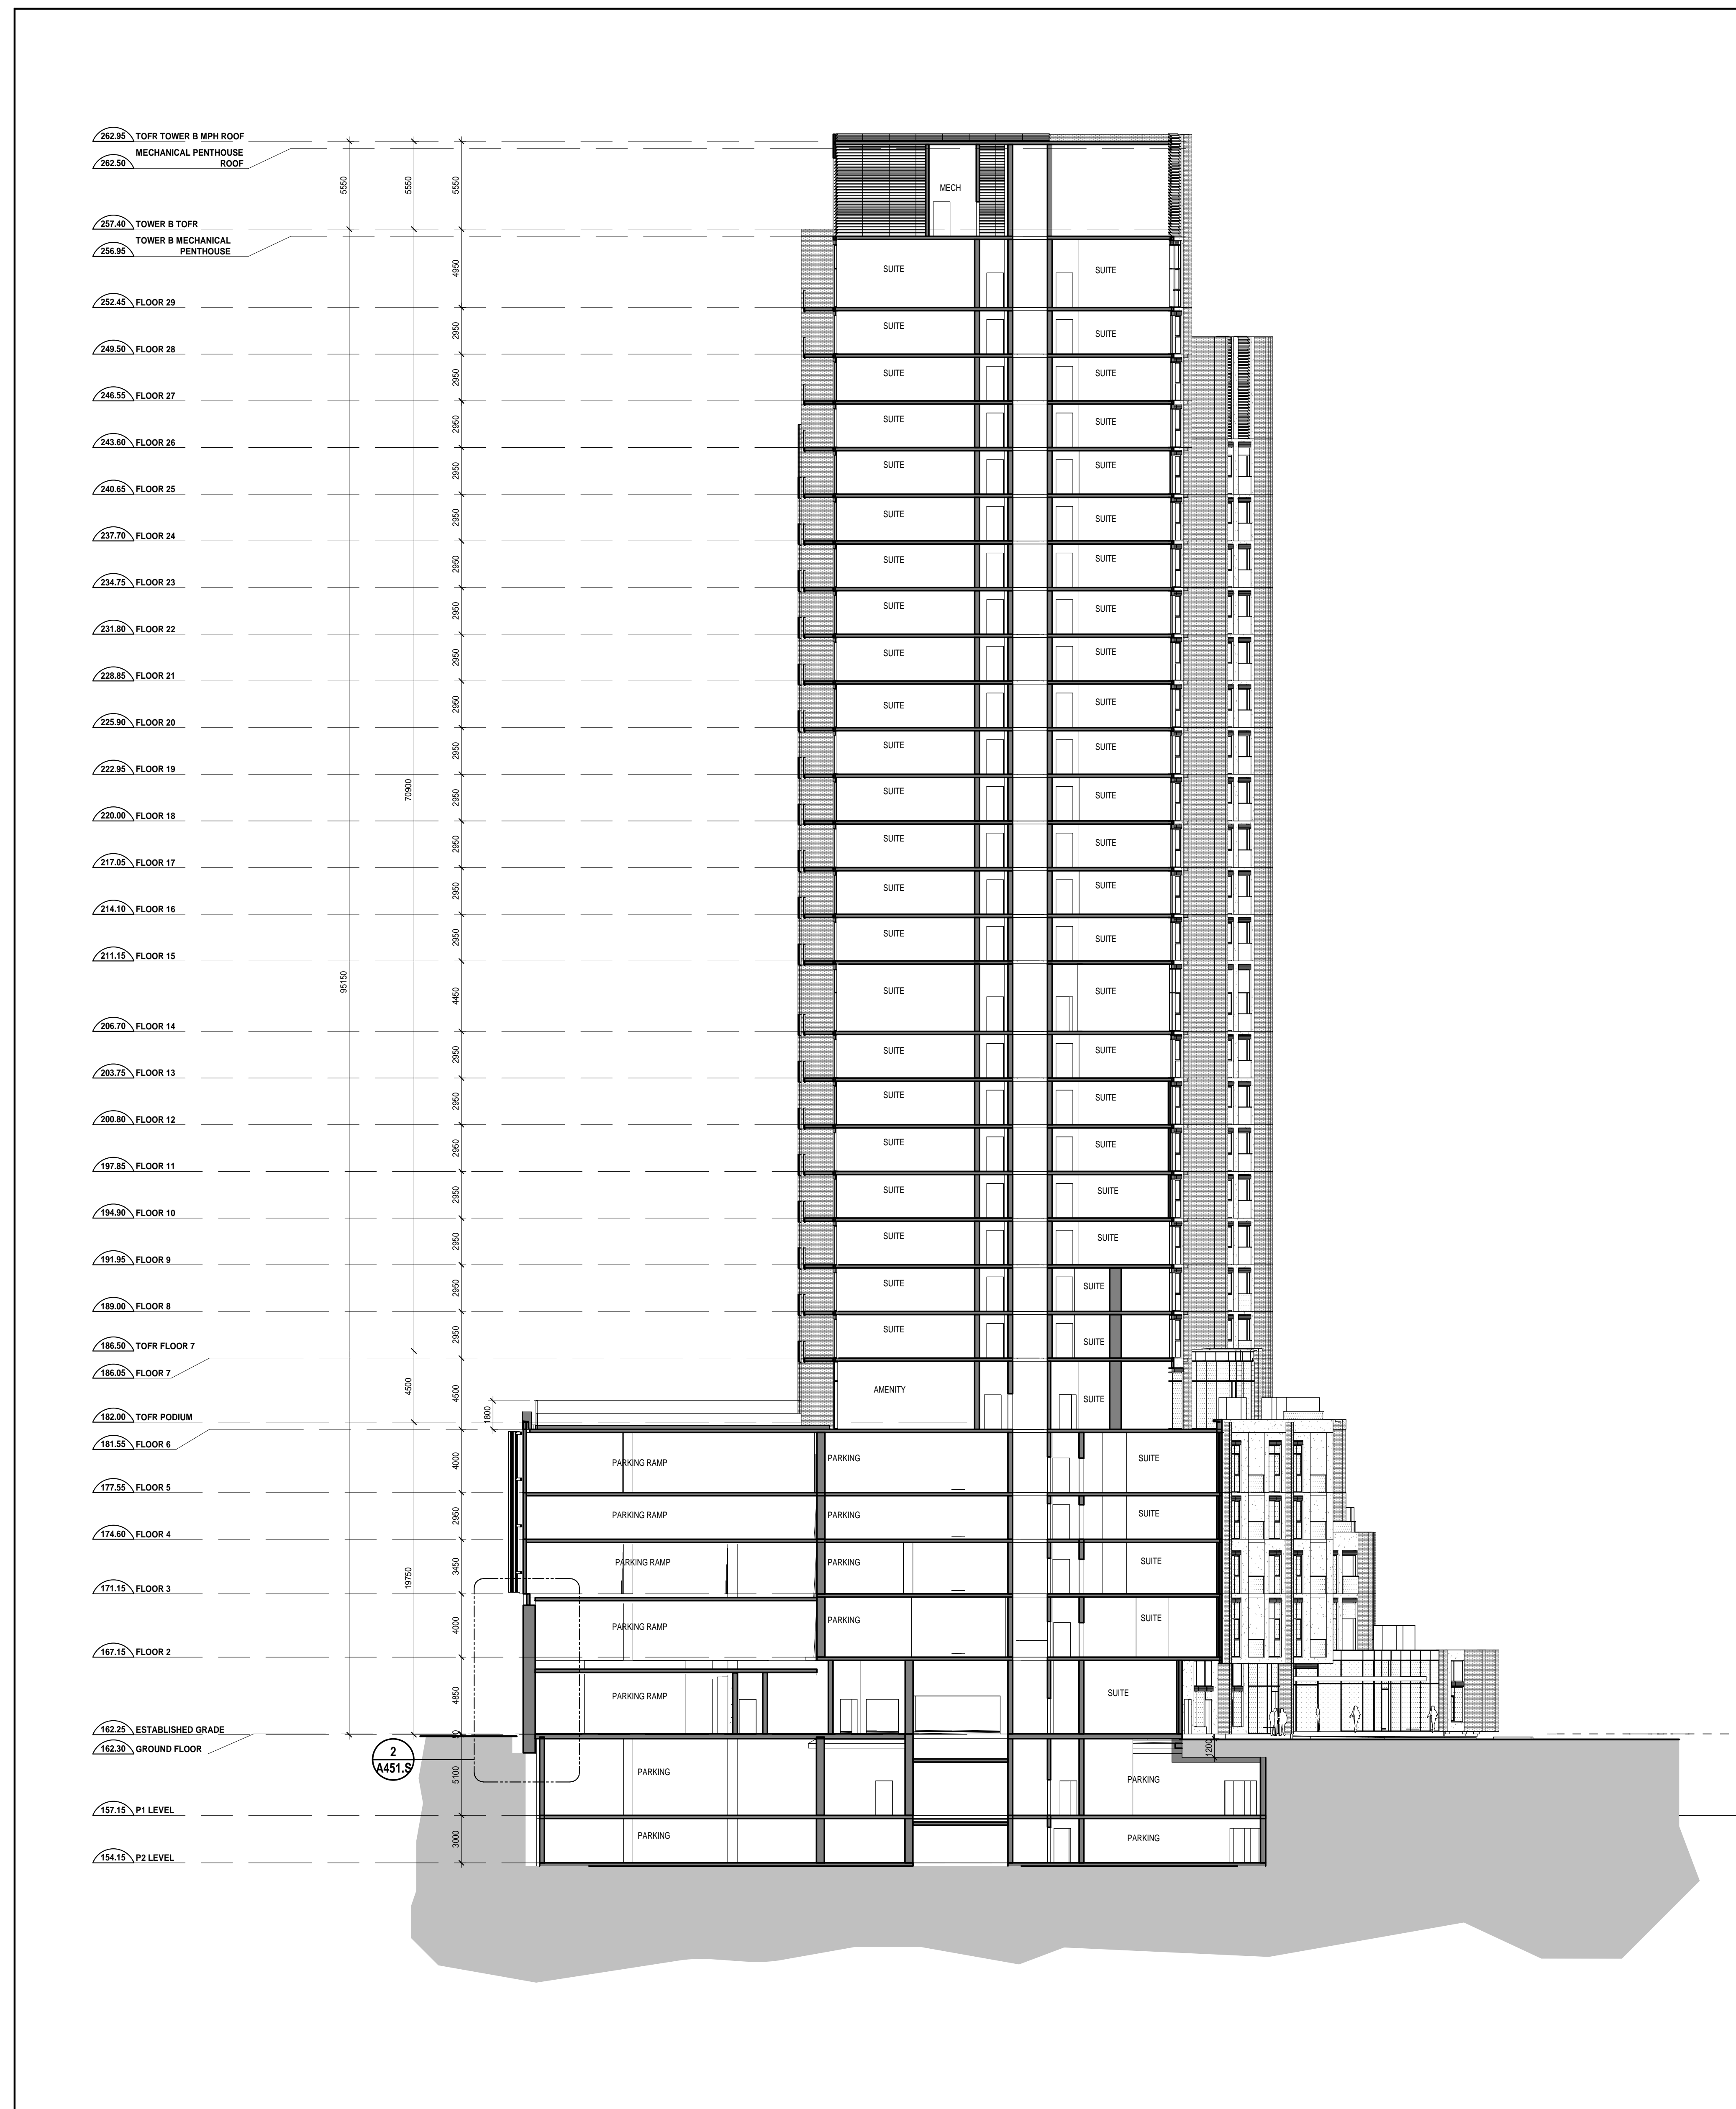 262.95 TOFR TOWER B MPH ROOF
MECHANICAL PENTHOUSE
262.50 ROOF
5550 5550 5550
MECH
257.40 TOWER B TOFR
TOWER B MECHANICAL
256.95 PENTHOUSE
4950
SUITE SUITE
252.45 FLOOR 29
2950
SUITE SUITE
249.50 FLOOR 28
2950
SUITE SUITE
246.55 FLOOR 27
2950
SUITE SUITE
243.60 FLOOR 26
2950
SUITE SUITE
240.65 FLOOR 25
2950
SUITE SUITE
237.70 FLOOR 24
2950
SUITE SUITE
234.75 FLOOR 23
2950
SUITE SUITE
231.80 FLOOR 22
2950
SUITE SUITE
228.85 FLOOR 21
2950
SUITE SUITE
225.90 FLOOR 20
2950
SUITE SUITE
222.95 FLOOR 19
70900
2950
SUITE SUITE
220.00 FLOOR 18
2950
SUITE SUITE
217.05 FLOOR 17
2950
SUITE SUITE
214.10 FLOOR 16
2950
SUITE SUITE
211.15 FLOOR 15
95150
4450
SUITE SUITE
206.70 FLOOR 14
2950
SUITE SUITE
203.75 FLOOR 13
2950
SUITE SUITE
200.80 FLOOR 12
2950
SUITE SUITE
197.85 FLOOR 11
2950
SUITE SUITE
194.90 FLOOR 10
2950
SUITE SUITE
191.95 FLOOR 9
2950
SUITE SUITE
189.00 FLOOR 8
2950
SUITE SUITE
186.50 TOFR FLOOR 7
186.05 FLOOR 7
4500 4500
AMENITY SUITE
1800
182.00 TOFR PODIUM
181.55 FLOOR 6
4000
PARKING RAMP PARKING SUITE
177.55 FLOOR 5
2950
PARKING RAMP PARKING SUITE
174.60 FLOOR 4
3450
PARKING RAMP PARKING SUITE
19750
171.15 FLOOR 3
4000
PARKING RAMP PARKING SUITE
167.15 FLOOR 2
4850
PARKING RAMP SUITE
162.25 ESTABLISHED GRADE
50
162.30 GROUND FLOOR
1200
2
A451.S
5100
PARKING PARKING
157.15 P1 LEVEL
3000
PARKING PARKING
154.15 P2 LEVEL